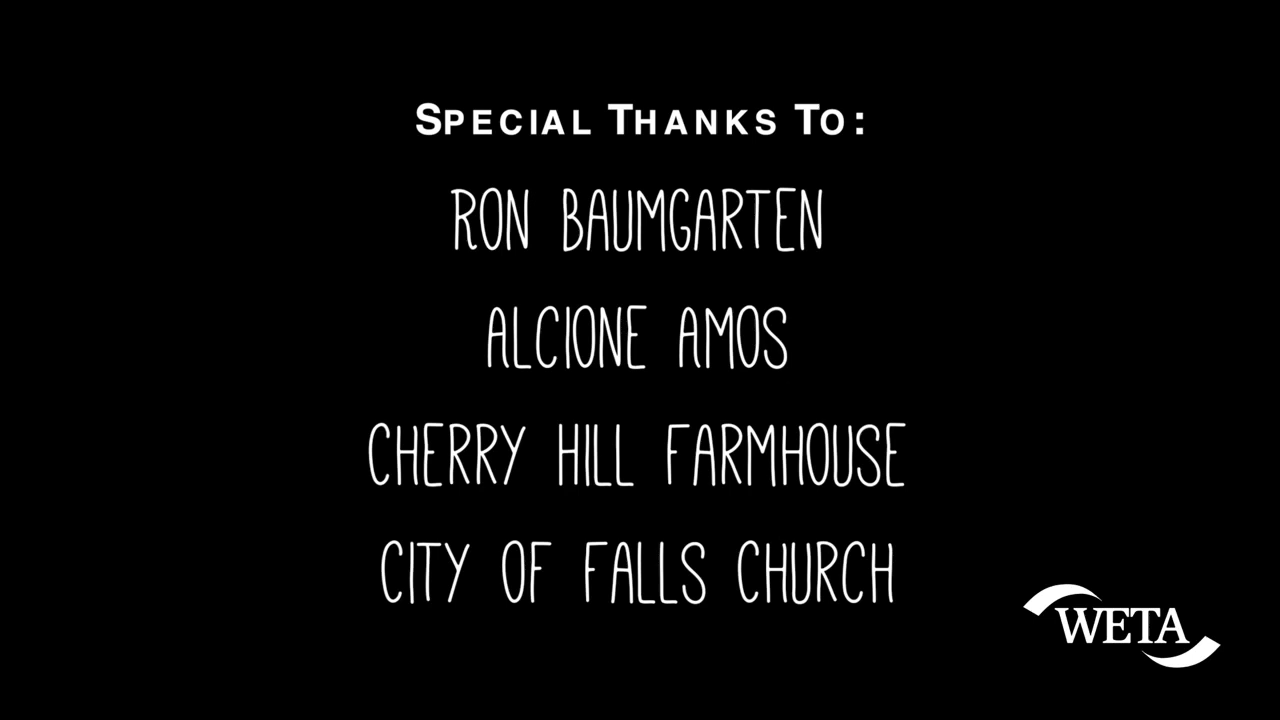 SPECIAL THANKS TO:
RON BAUMGARTEN
ALCIONE AMOS
CHERRY HILL FARMHOUSE
CITY OF FALLS CHURCH
WETA